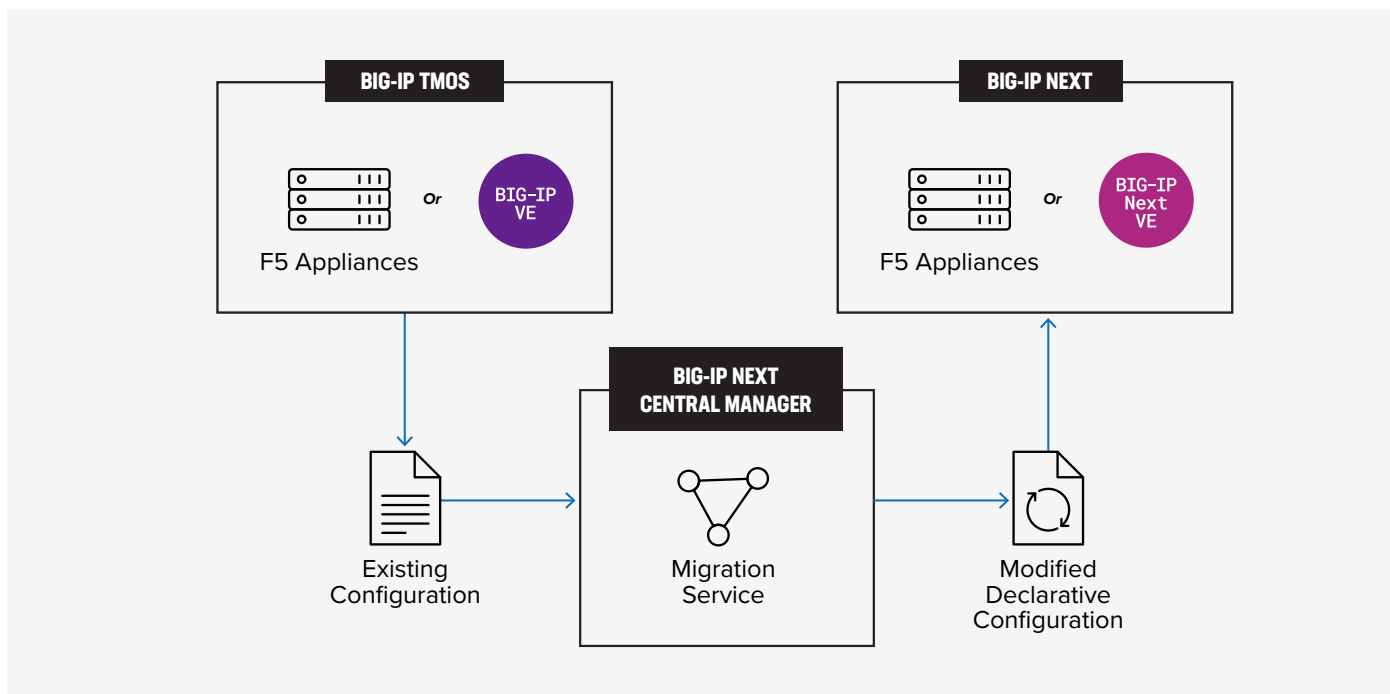 BIG-IP TMOS
Or
BIG-IP
VE
F5 Appliances
BIG-IP NEXT
Or
BIG-IP
Next
VE
F5 Appliances
BIG-IP NEXT
CENTRAL MANAGER
Existing
Configuration
Migration
Service
Modified
Declarative
Configuration